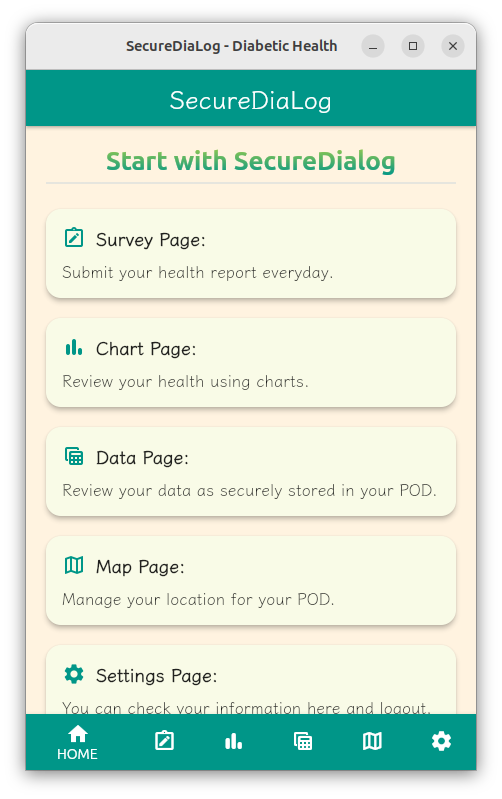 SecureDiaLog - Diabetic Health
SecureDiaLog
Start with SecureDialog
Survey Page:
Submit your health report everyday.
Chart Page:
Review your health using charts.
Data Page:
Review your data as securely stored in your POD.
Map Page:
Manage your location for your POD.
Settings Page:
You can check your information here and logout.
HOME